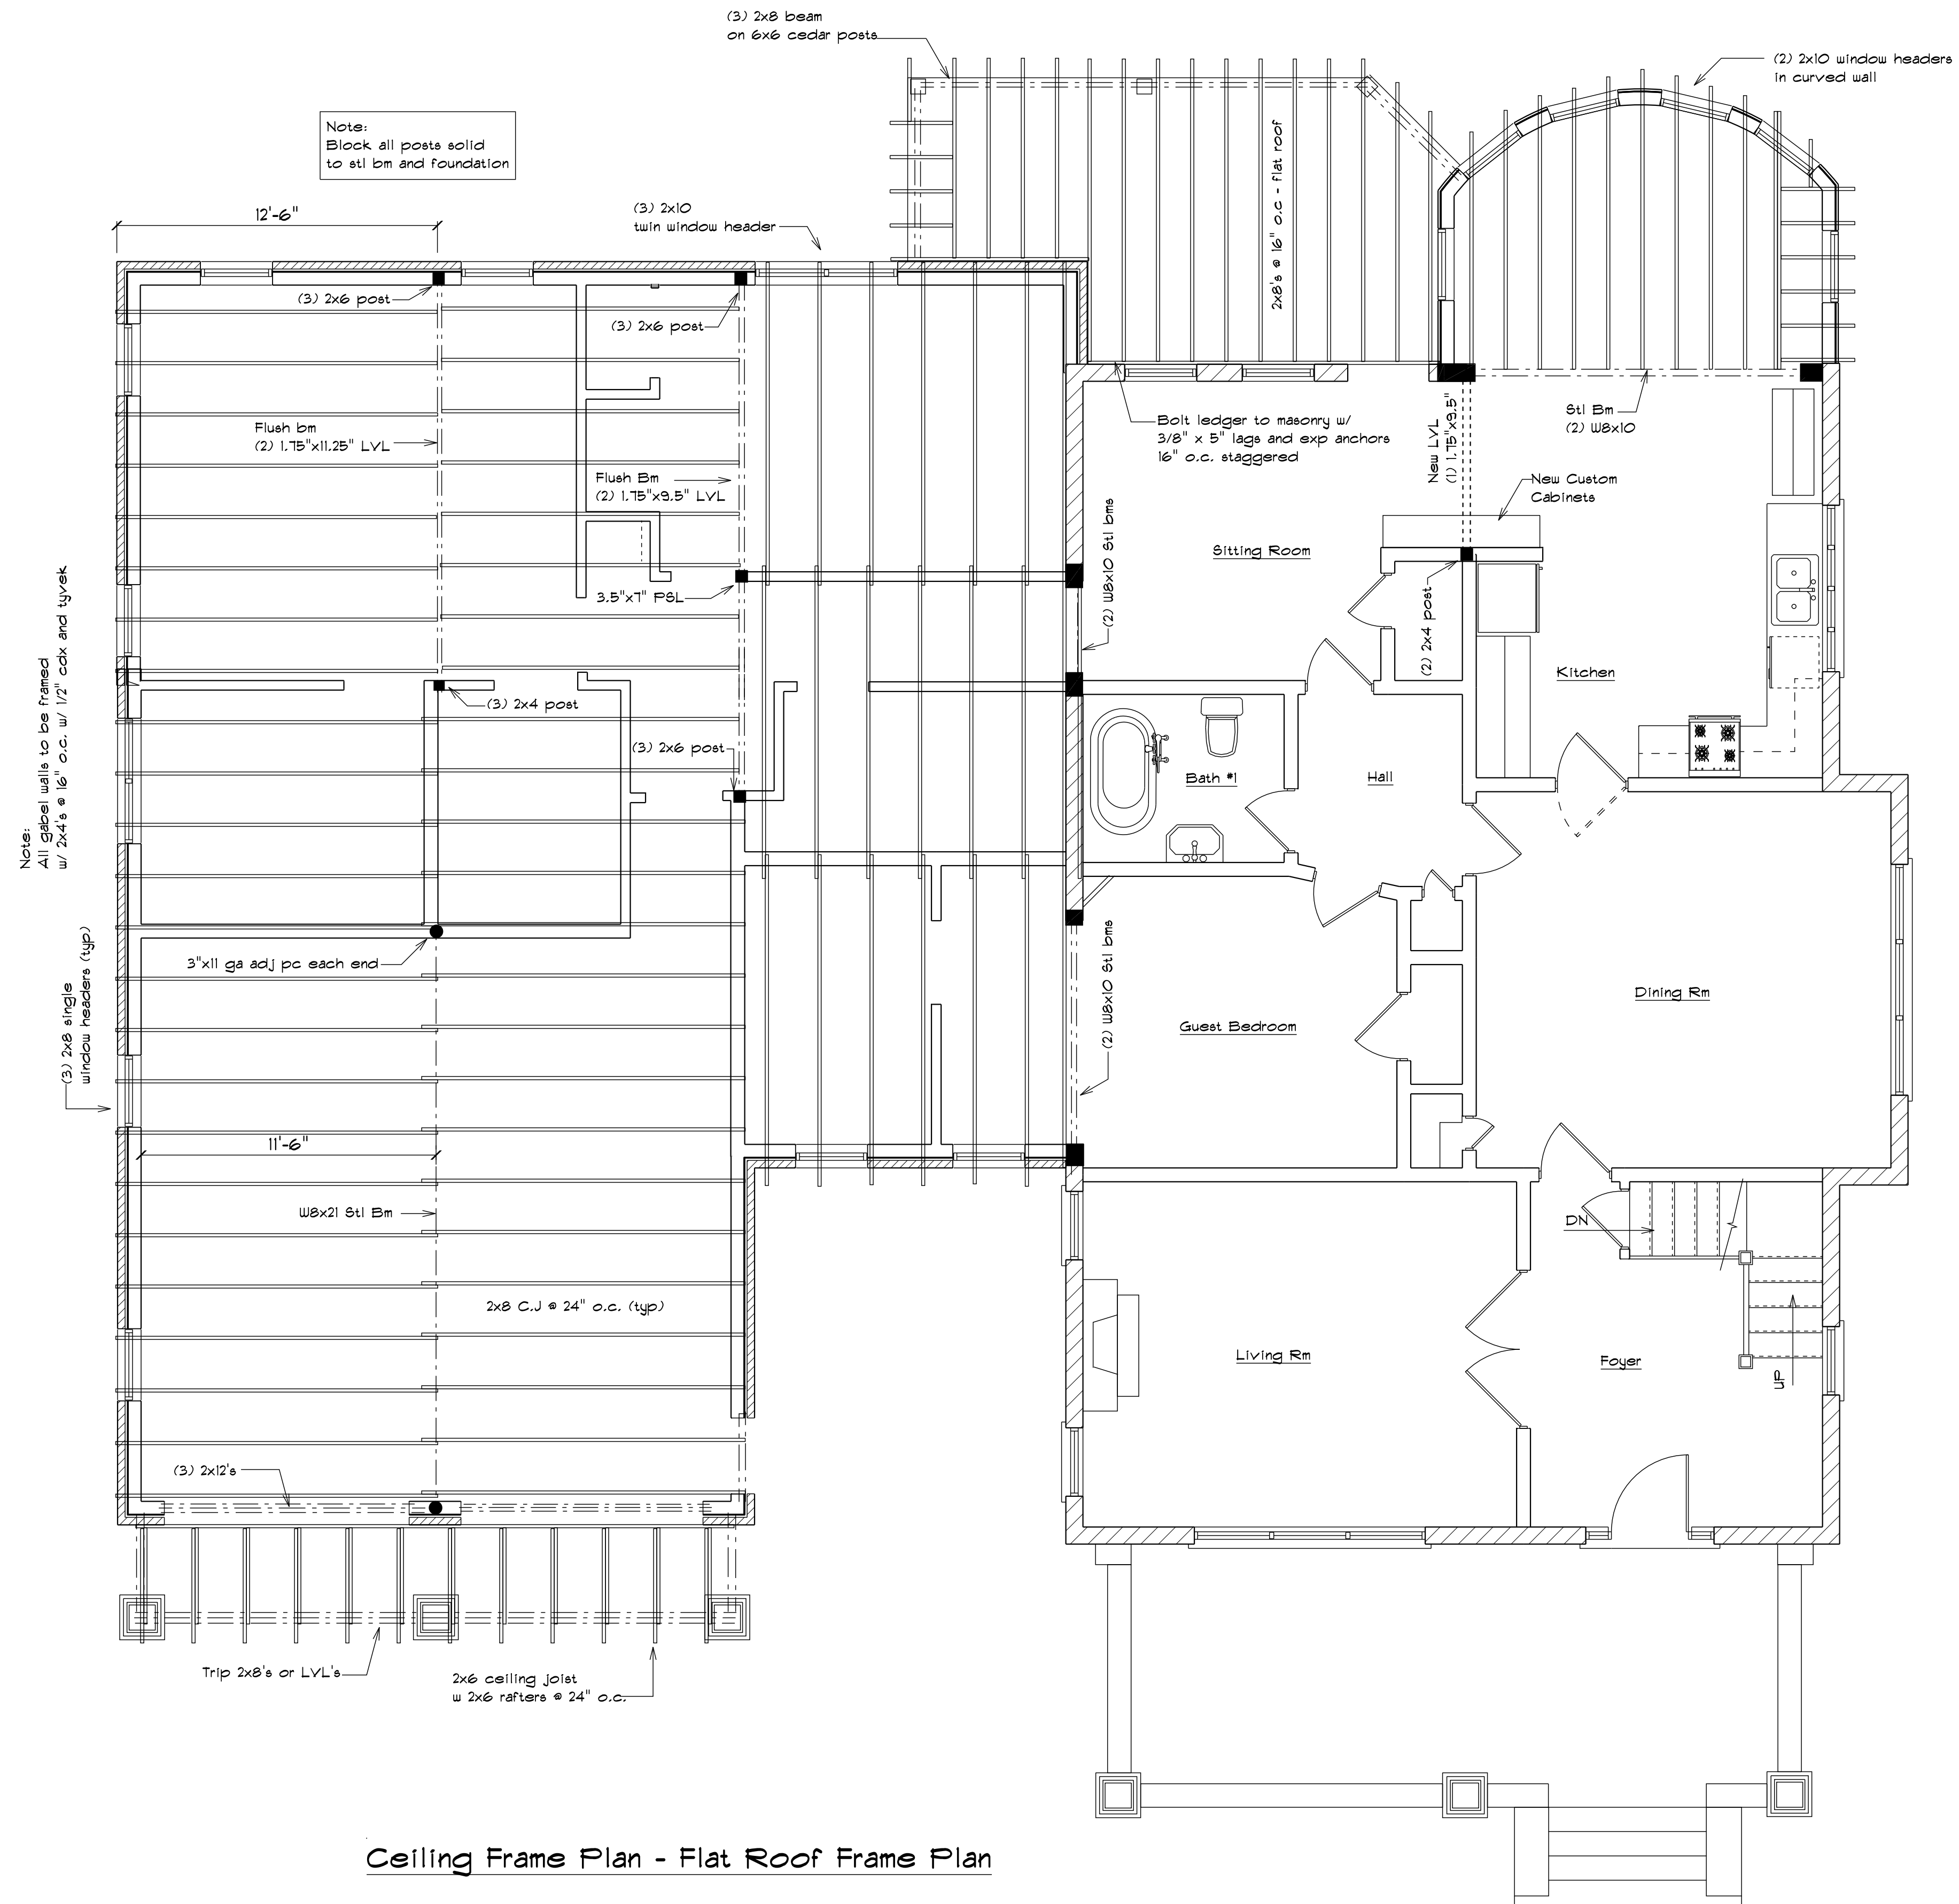 (3) 2x8 beam
on 6x6 cedar posts
(2) 2x10 window headers
in curved wall
Note:
Block all posts solid
to stl bm and foundation
12'-6"
(3) 2x10
twin window header
2x8's @ 16" o.c - flat roof
(3) 2x6 post
(3) 2x6 post
Flush bm
(2) 1.75"x11.25" LVL
Flush Bm
(2) 1.75"x9.5" LVL
Bolt ledger to masonry w/
3/8" x 5" lags and exp anchors
16" o.c. staggered
New LVL
(1) 1.75"x9.5"
Stl Bm
(2) W8x10
New Custom
Cabinets
(2) W8x10 Stl bms
Sitting Room
3.5"x7" PSL
(2) 2x4 post
Kitchen
Note:
All gabel walls to be framed
w/ 2x4's @ 16" o.c. w/ 1/2" cdx and tyvek
(3) 2x4 post
(3) 2x6 post
Bath #1
Hall
3"x11 ga adj pc each end
(3) 2x8 single
window headers (typ)
(2) W8x10 Stl bms
Guest Bedroom
Dining Rm
11'-6"
W8x21 Stl Bm
DN
2x8 C.J @ 24" o.c. (typ)
Living Rm
Foyer
UP
(3) 2x12's
Trip 2x8's or LVL's
2x6 ceiling joist
w 2x6 rafters @ 24" o.c.
Ceiling Frame Plan - Flat Roof Frame Plan